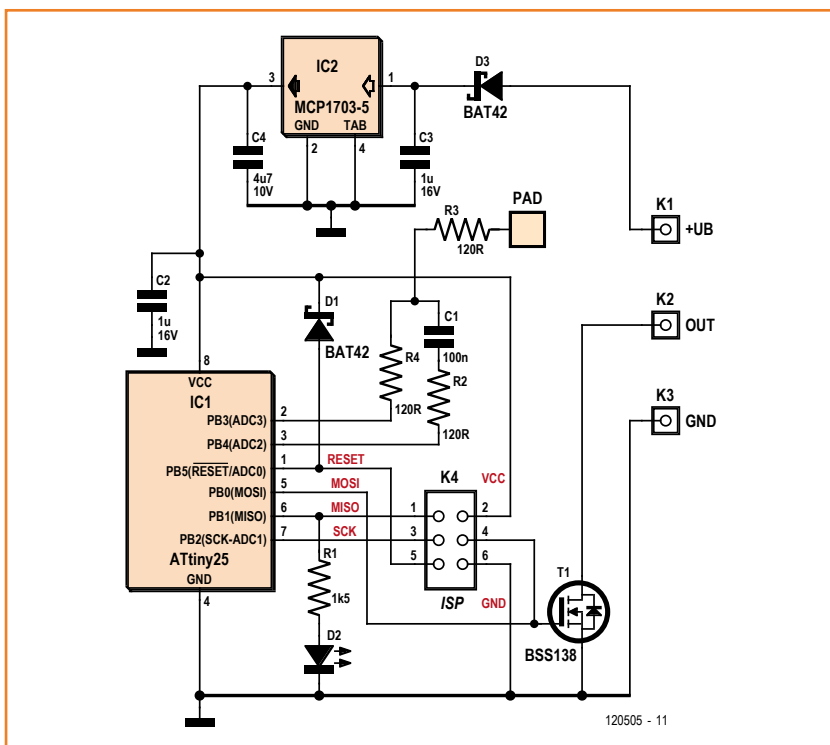 IC2
3
1
MCP1703-5
GND
TAB
2
4
D3
BAT42
C4
4u7
10V
C3
1u
16V
PAD
R3
120R
K1
+UB
C2
1u
16V
D1
BAT42
C1
100n
R4
120R
R2
120R
K2
OUT
K3
GND
8
VCC
IC1
PB3(ADC3)
2
PB4(ADC2)
3
PB5(RESET/ADC0)
1
RESET
PB0(MOSI)
5
MOSI
PB1(MISO)
6
MISO
PB2(SCK-ADC1)
7
SCK
ATtiny25
GND
4
K4
VCC
1
2
3
4
5
6
ISP
GND
R1
1k5
D2
T1
BSS138
120505 - 11